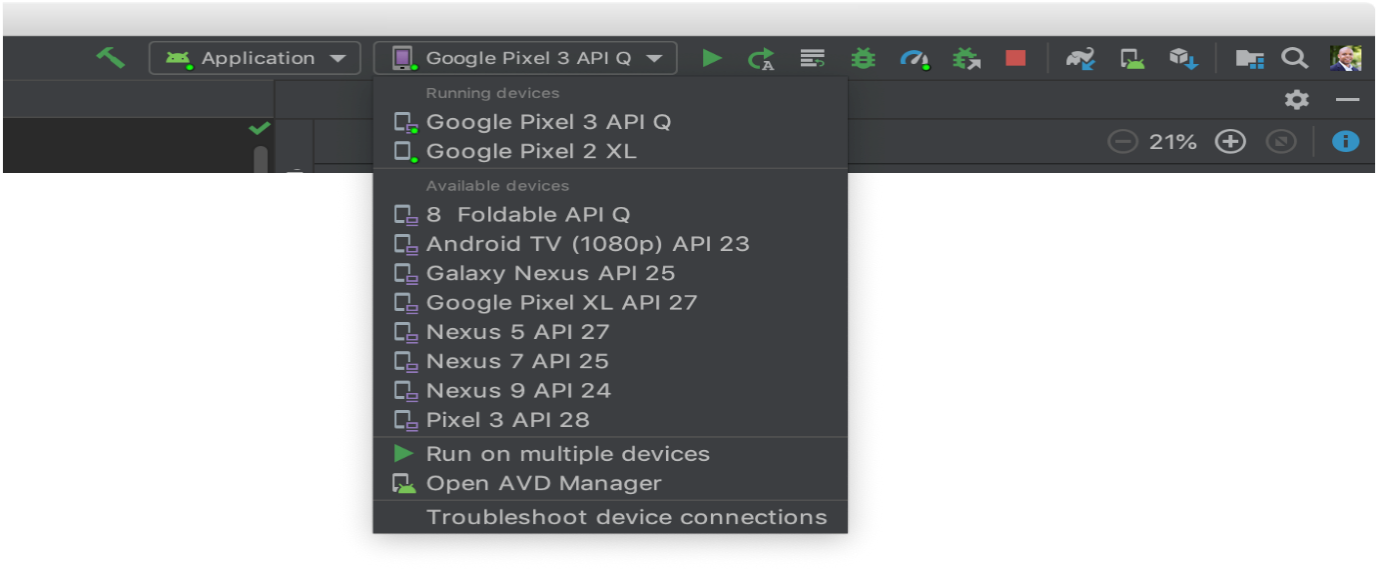 Application
Google Pixel 3 API Q
Running devices
Google Pixel 3 API Q
Google Pixel 2 XL
21%
Available devices
8  Foldable API Q
Android TV (1080p) API 23
Galaxy Nexus API 25
Google Pixel XL API 27
Nexus 5 API 27
Nexus 7 API 25
Nexus 9 API 24
Pixel 3 API 28
Run on multiple devices
Open AVD Manager
Troubleshoot device connections